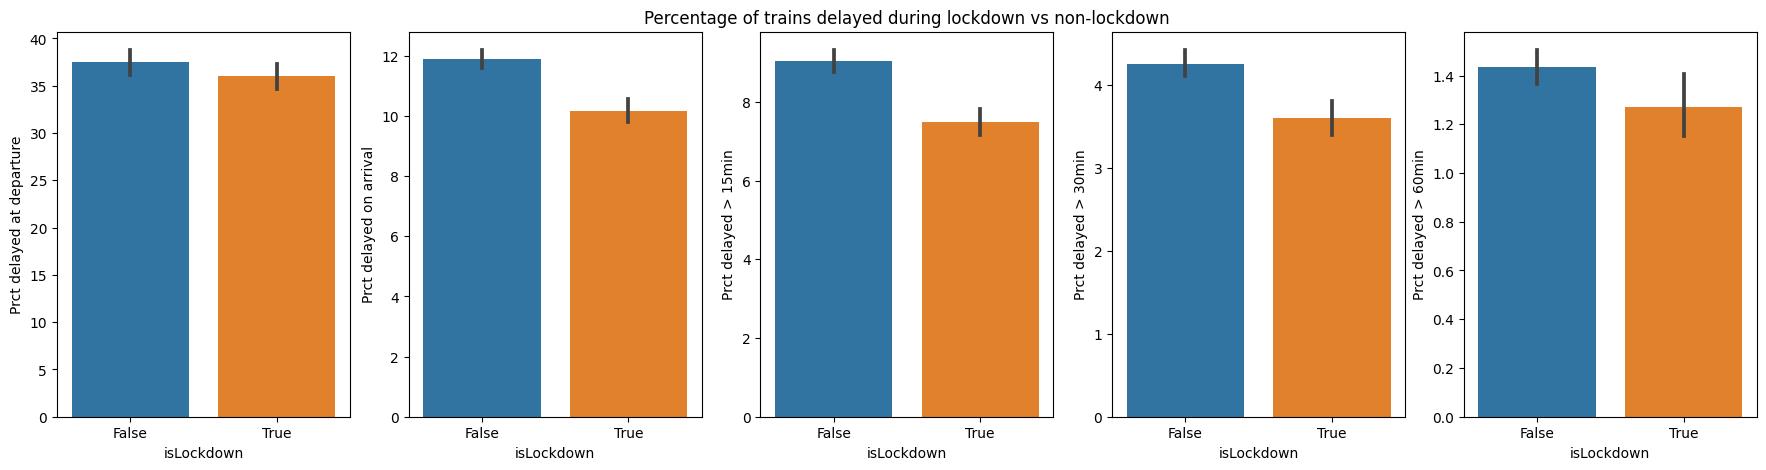 Percentage of trains delayed during lockdown vs non-lockdown
Prct delayed at departure
40
35
30
25
20
15
10
5
0
False
True
isLockdown
Prct delayed on arrival
12
10
8
6
4
2
0
False
True
isLockdown
Prct delayed > 15min
8
6
4
2
0
False
True
isLockdown
Prct delayed > 30min
4
3
2
1
0
False
True
isLockdown
Prct delayed > 60min
1.4
1.2
1.0
0.8
0.6
0.4
0.2
0.0
False
True
isLockdown